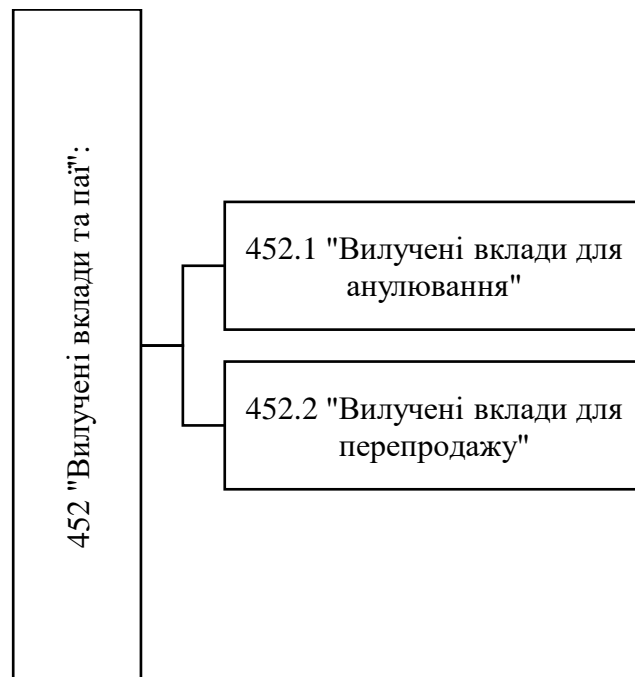 452 "Вилучені вклади та паї":
452.1 "Вилучені вклади для
анулювання"
452.2 "Вилучені вклади для
перепродажу"